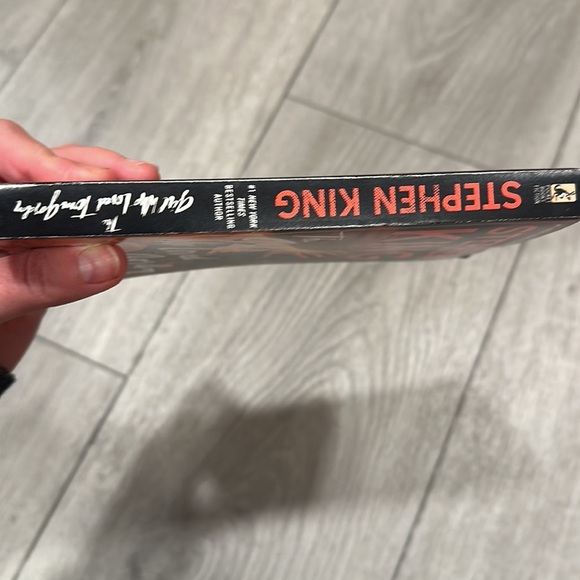 STEPHEN KING
#1 NEW YORK
TIMES
BESTSELLING
AUTHOR
The
Girl Who Loved Tom Gordon